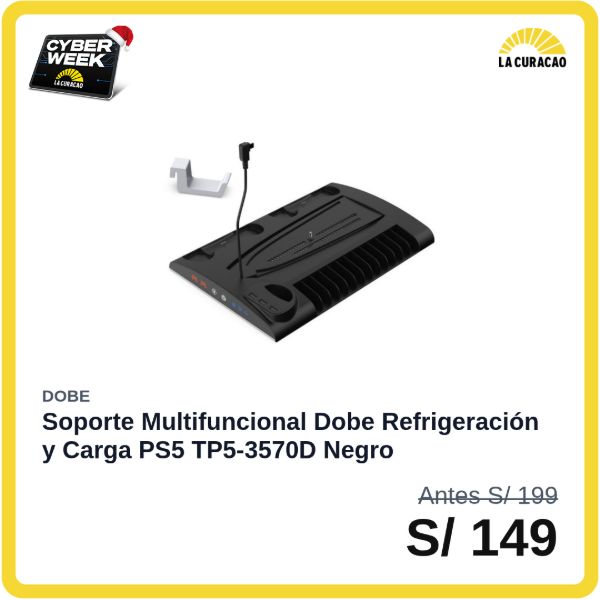 CYBER
WEEK
LA CURACAO
LA CURACAO
DOBE
Soporte Multifuncional Dobe Refrigeración
y Carga PS5 TP5-3570D Negro
Antes S/ 199
S/ 149